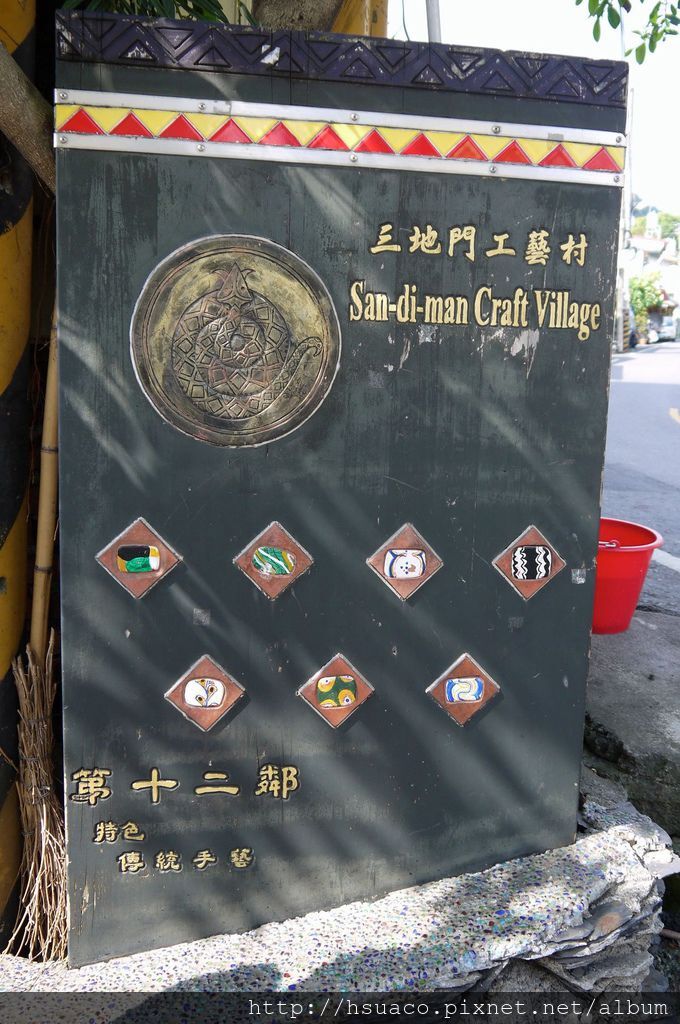 三地門工藝村
San-di-man Craft Village
第十二鄰
特色
傳統手藝
http://hsuaco.pixnet.net/album